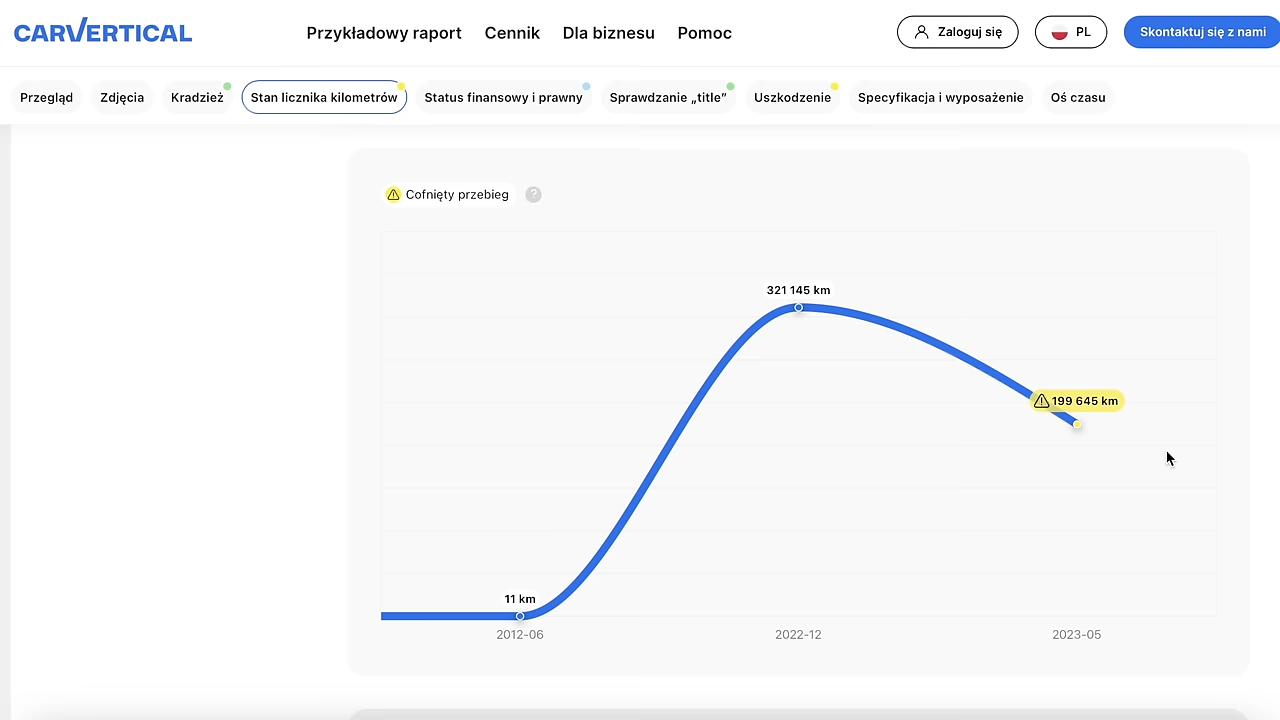 CARVERTICAL
Przykładowy raport Cennik Dla biznesu Pomoc
Zaloguj się
PL
Skontaktuj się z nami
Przegląd Zdjęcia Kradzież Stan licznika kilometrów Status finansowy i prawny Sprawdzanie „title” Uszkodzenie Specyfikacja i wyposażenie Oś czasu
Cofnięty przebieg ?
321 145 km
199 645 km
11 km
2012-06 2022-12 2023-05